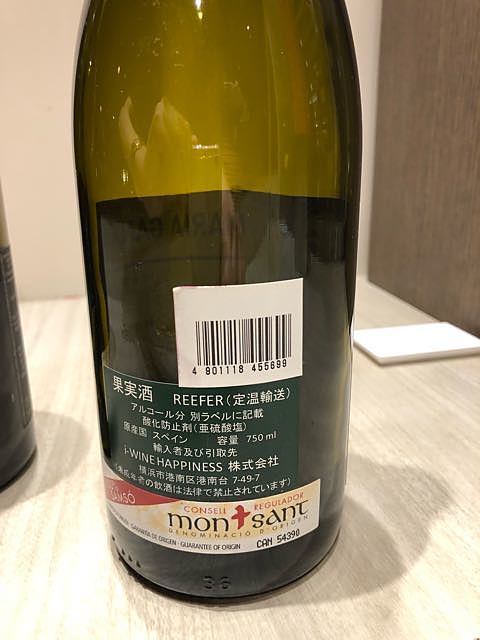 4 901118 455699
果実酒 REEFER(定温輸送)
アルコール分 別ラベルに記載
酸化防止剤(亜硫酸塩)
原産国 スペイン 容量 750ml
輸入者及び引取先
i-WINE HAPPINESS 株式会社
横浜市港南区港南台 7-49-7
(未成年者の飲酒は法律で禁止されています)
CONSELL REGULADOR
montsant
DENOMINACIÓ D'ORIGEN
GARANTIA DE ORIGEN · GUARANTEE OF ORIGIN
CAN 54390
36